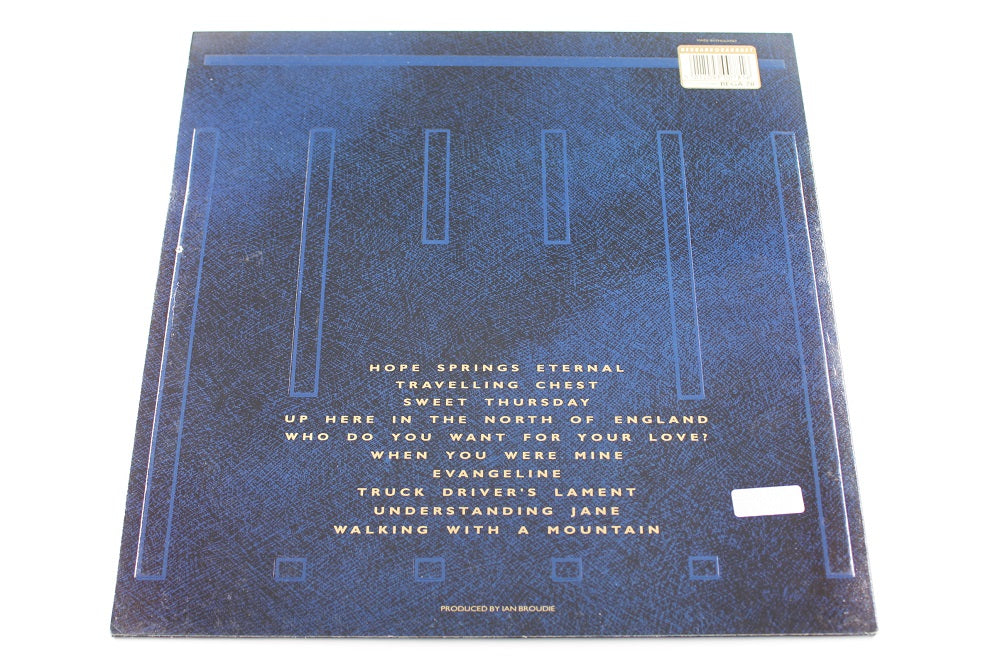 HOPE SPRINGS ETERNAL
TRAVELLING CHEST
SWEET THURSDAY
UP HERE IN THE NORTH OF ENGLAND
WHO DO YOU WANT FOR YOUR LOVE?
WHEN YOU WERE MINE
EVANGELINE
TRUCK DRIVER'S LAMENT
UNDERSTANDING JANE
WALKING WITH A MOUNTAIN
PRODUCED BY IAN BROUDIE